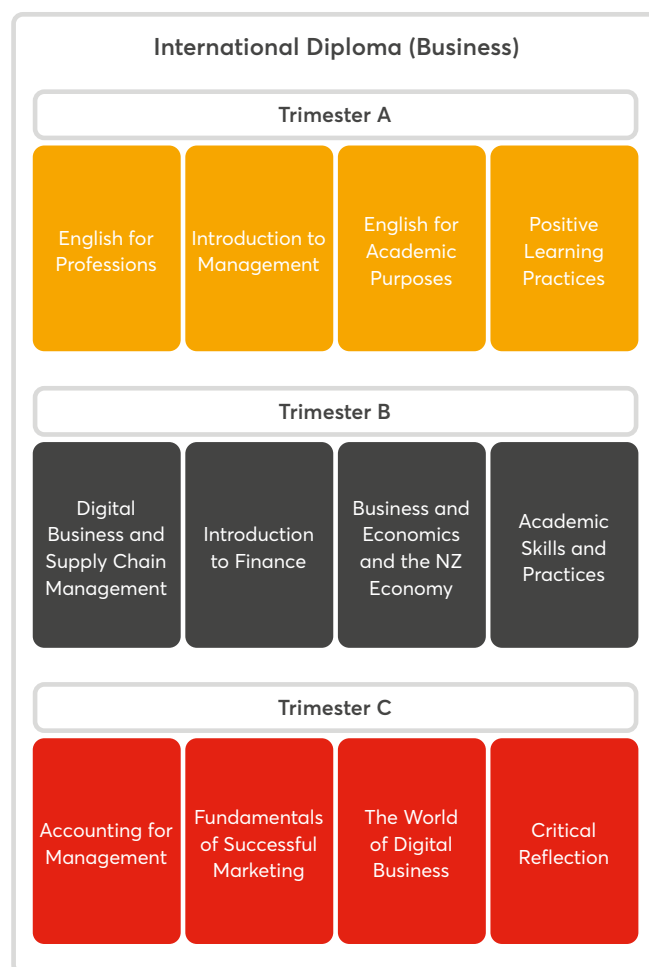 International Diploma (Business)
Trimester A
English for
Professions
Introduction to
Management
English for
Academic
Purposes
Positive
Learning
Practices
Trimester B
Digital
Business and
Supply Chain
Management
Introduction
to Finance
Business and
Economics
and the NZ
Economy
Academic
Skills and
Practices
Trimester C
Accounting for
Management
Fundamentals
of Successful
Marketing
The World
of Digital
Business
Critical
Reflection